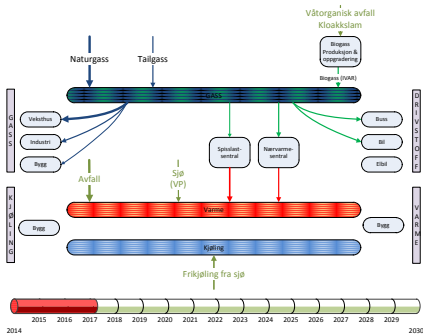 Våtorganisk avfall
Kloakkslam
Biogass
Produksjon &
oppgradering
Naturgass
Tailgass
Biogass (IVAR)
GASS
GASS
DRISTOFF
Veksthus
Industri
Bygg
Buss
Bil
Elbil
Spisslast-
sentral
Nærvarme-
sentral
Avfall
Sjø
(VP)
KJØLING
VARME
Varme
Bygg
Bygg
Kjøling
Frikjøling fra sjø
2015 2016 2017 2018 2019 2020 2021 2022 2023 2024 2025 2026 2027 2028 2029
2014 2030